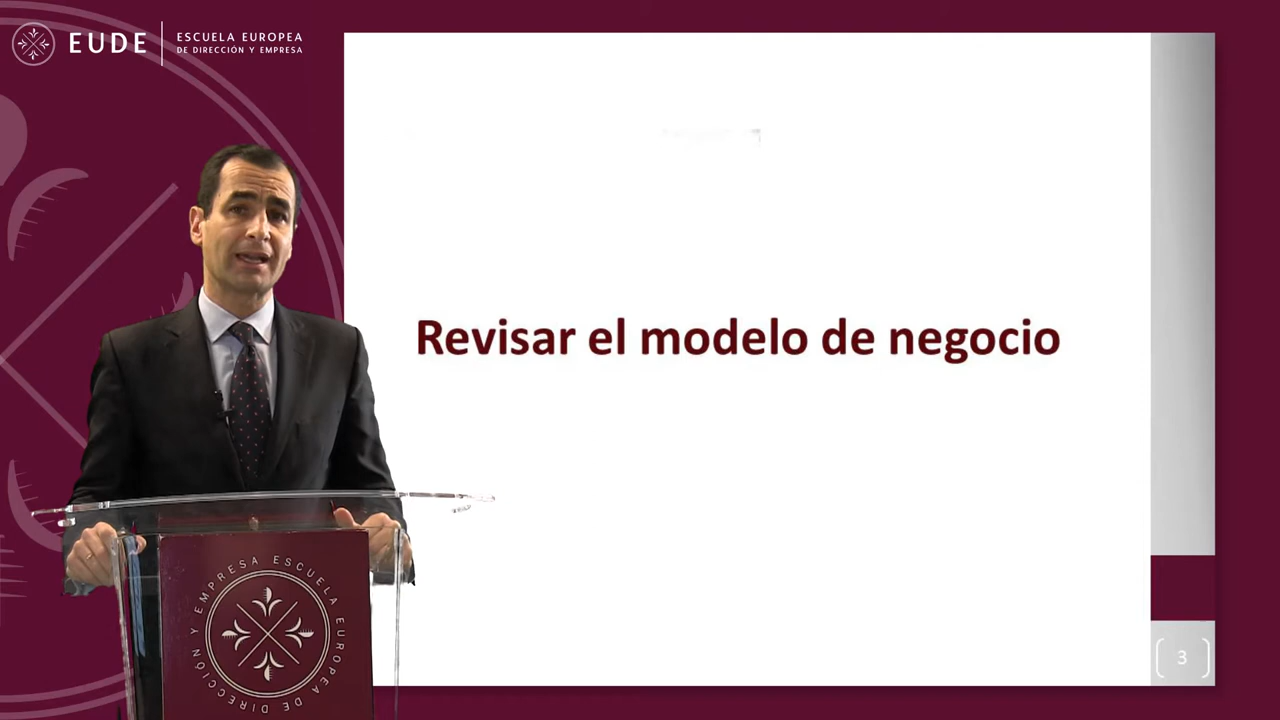 EUDE
ESCUELA EUROPEA
DE DIRECCIÓN Y EMPRESA
Revisar el modelo de negocio
3
ESCUELA EUROPEA DE DIRECCIÓN Y EMPRESA